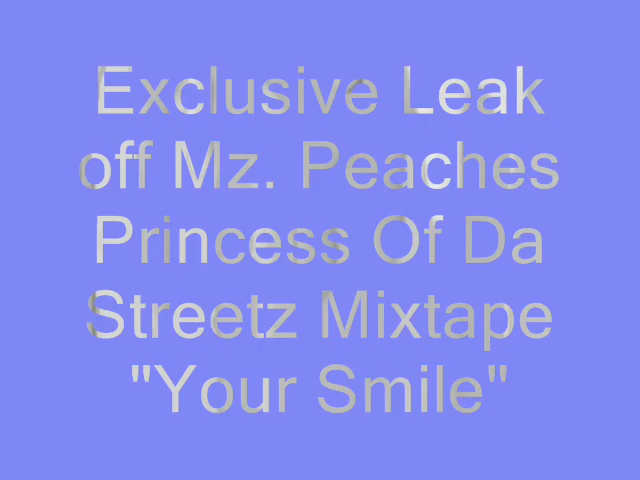 Exclusive Leak
off Mz. Peaches
Princess Of Da
Streetz Mixtape
"Your Smile"